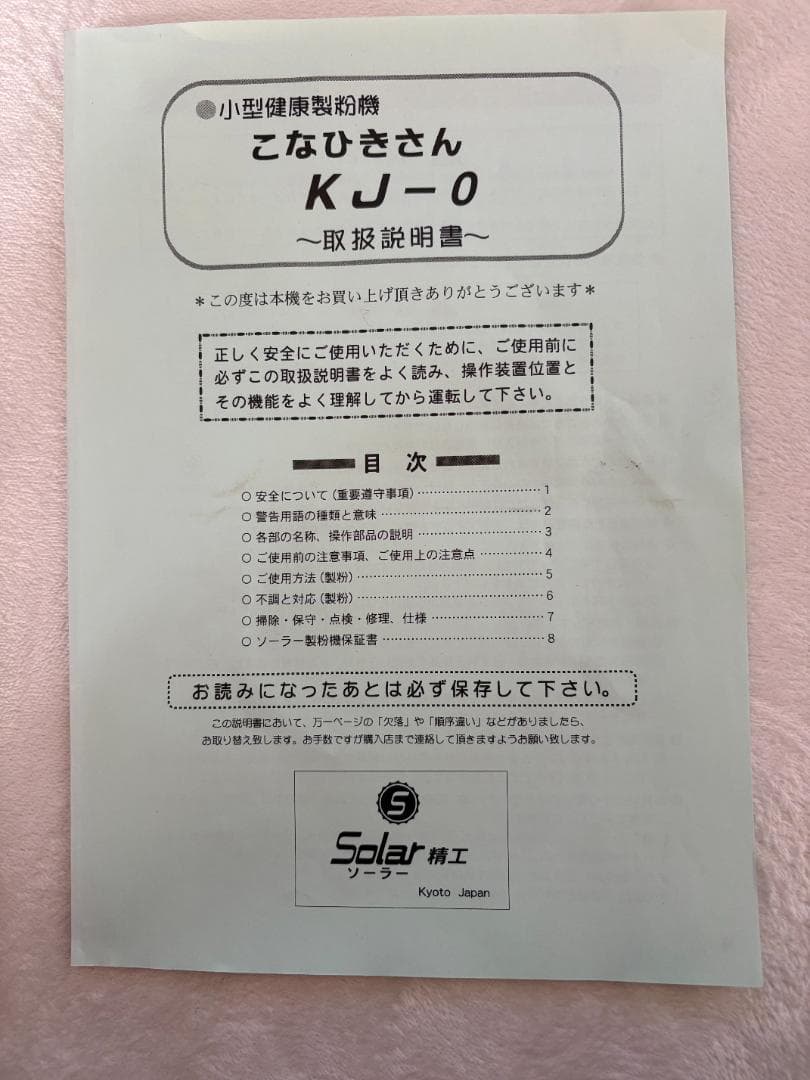 ●小型健康製粉機
こなひきさん
KJ－0
～取扱説明書～
＊この度は本機をお買い上げ頂きありがとうございます＊
正しく安全にご使用いただくために、ご使用前に
必ずこの取扱説明書をよく読み、操作装置位置と
その機能をよく理解してから運転して下さい。
目 次
○ 安全について（重要遵守事項）…………………………1
○ 警告用語の種類と意味…………………………………2
○ 各部の名称、操作部品の説明…………………………3
○ ご使用前の注意事項、ご使用上の注意点……………4
○ ご使用方法（製粉）………………………………………5
○ 不調と対応（製粉）………………………………………6
○ 掃除・保守・点検・修理、仕様………………………7
○ ソーラー製粉機保証書…………………………………8
お読みになったあとは必ず保存して下さい。
この説明書において、万一ページの「欠落」や「順序違い」などがありましたら、
お取り替え致します。お手数ですが購入店まで連絡して頂きますようお願い致します。
S
Solar 精工
ソーラー
Kyoto Japan